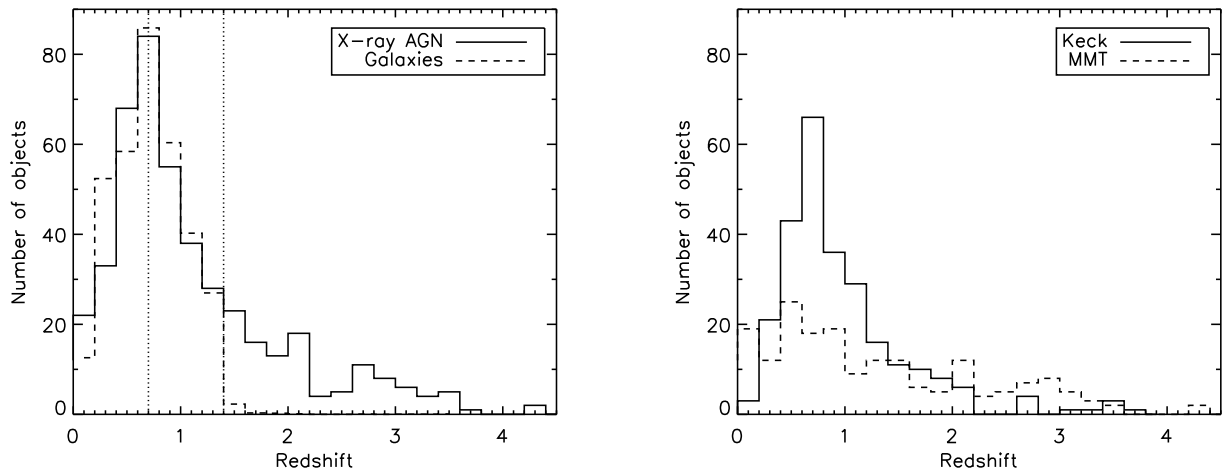 X-ray AGN
Galaxies
80
60
40
20
0
Number of objects
0 1 2 3 4
Redshift
Keck
MMT
80
60
40
20
0
Number of objects
0 1 2 3 4
Redshift